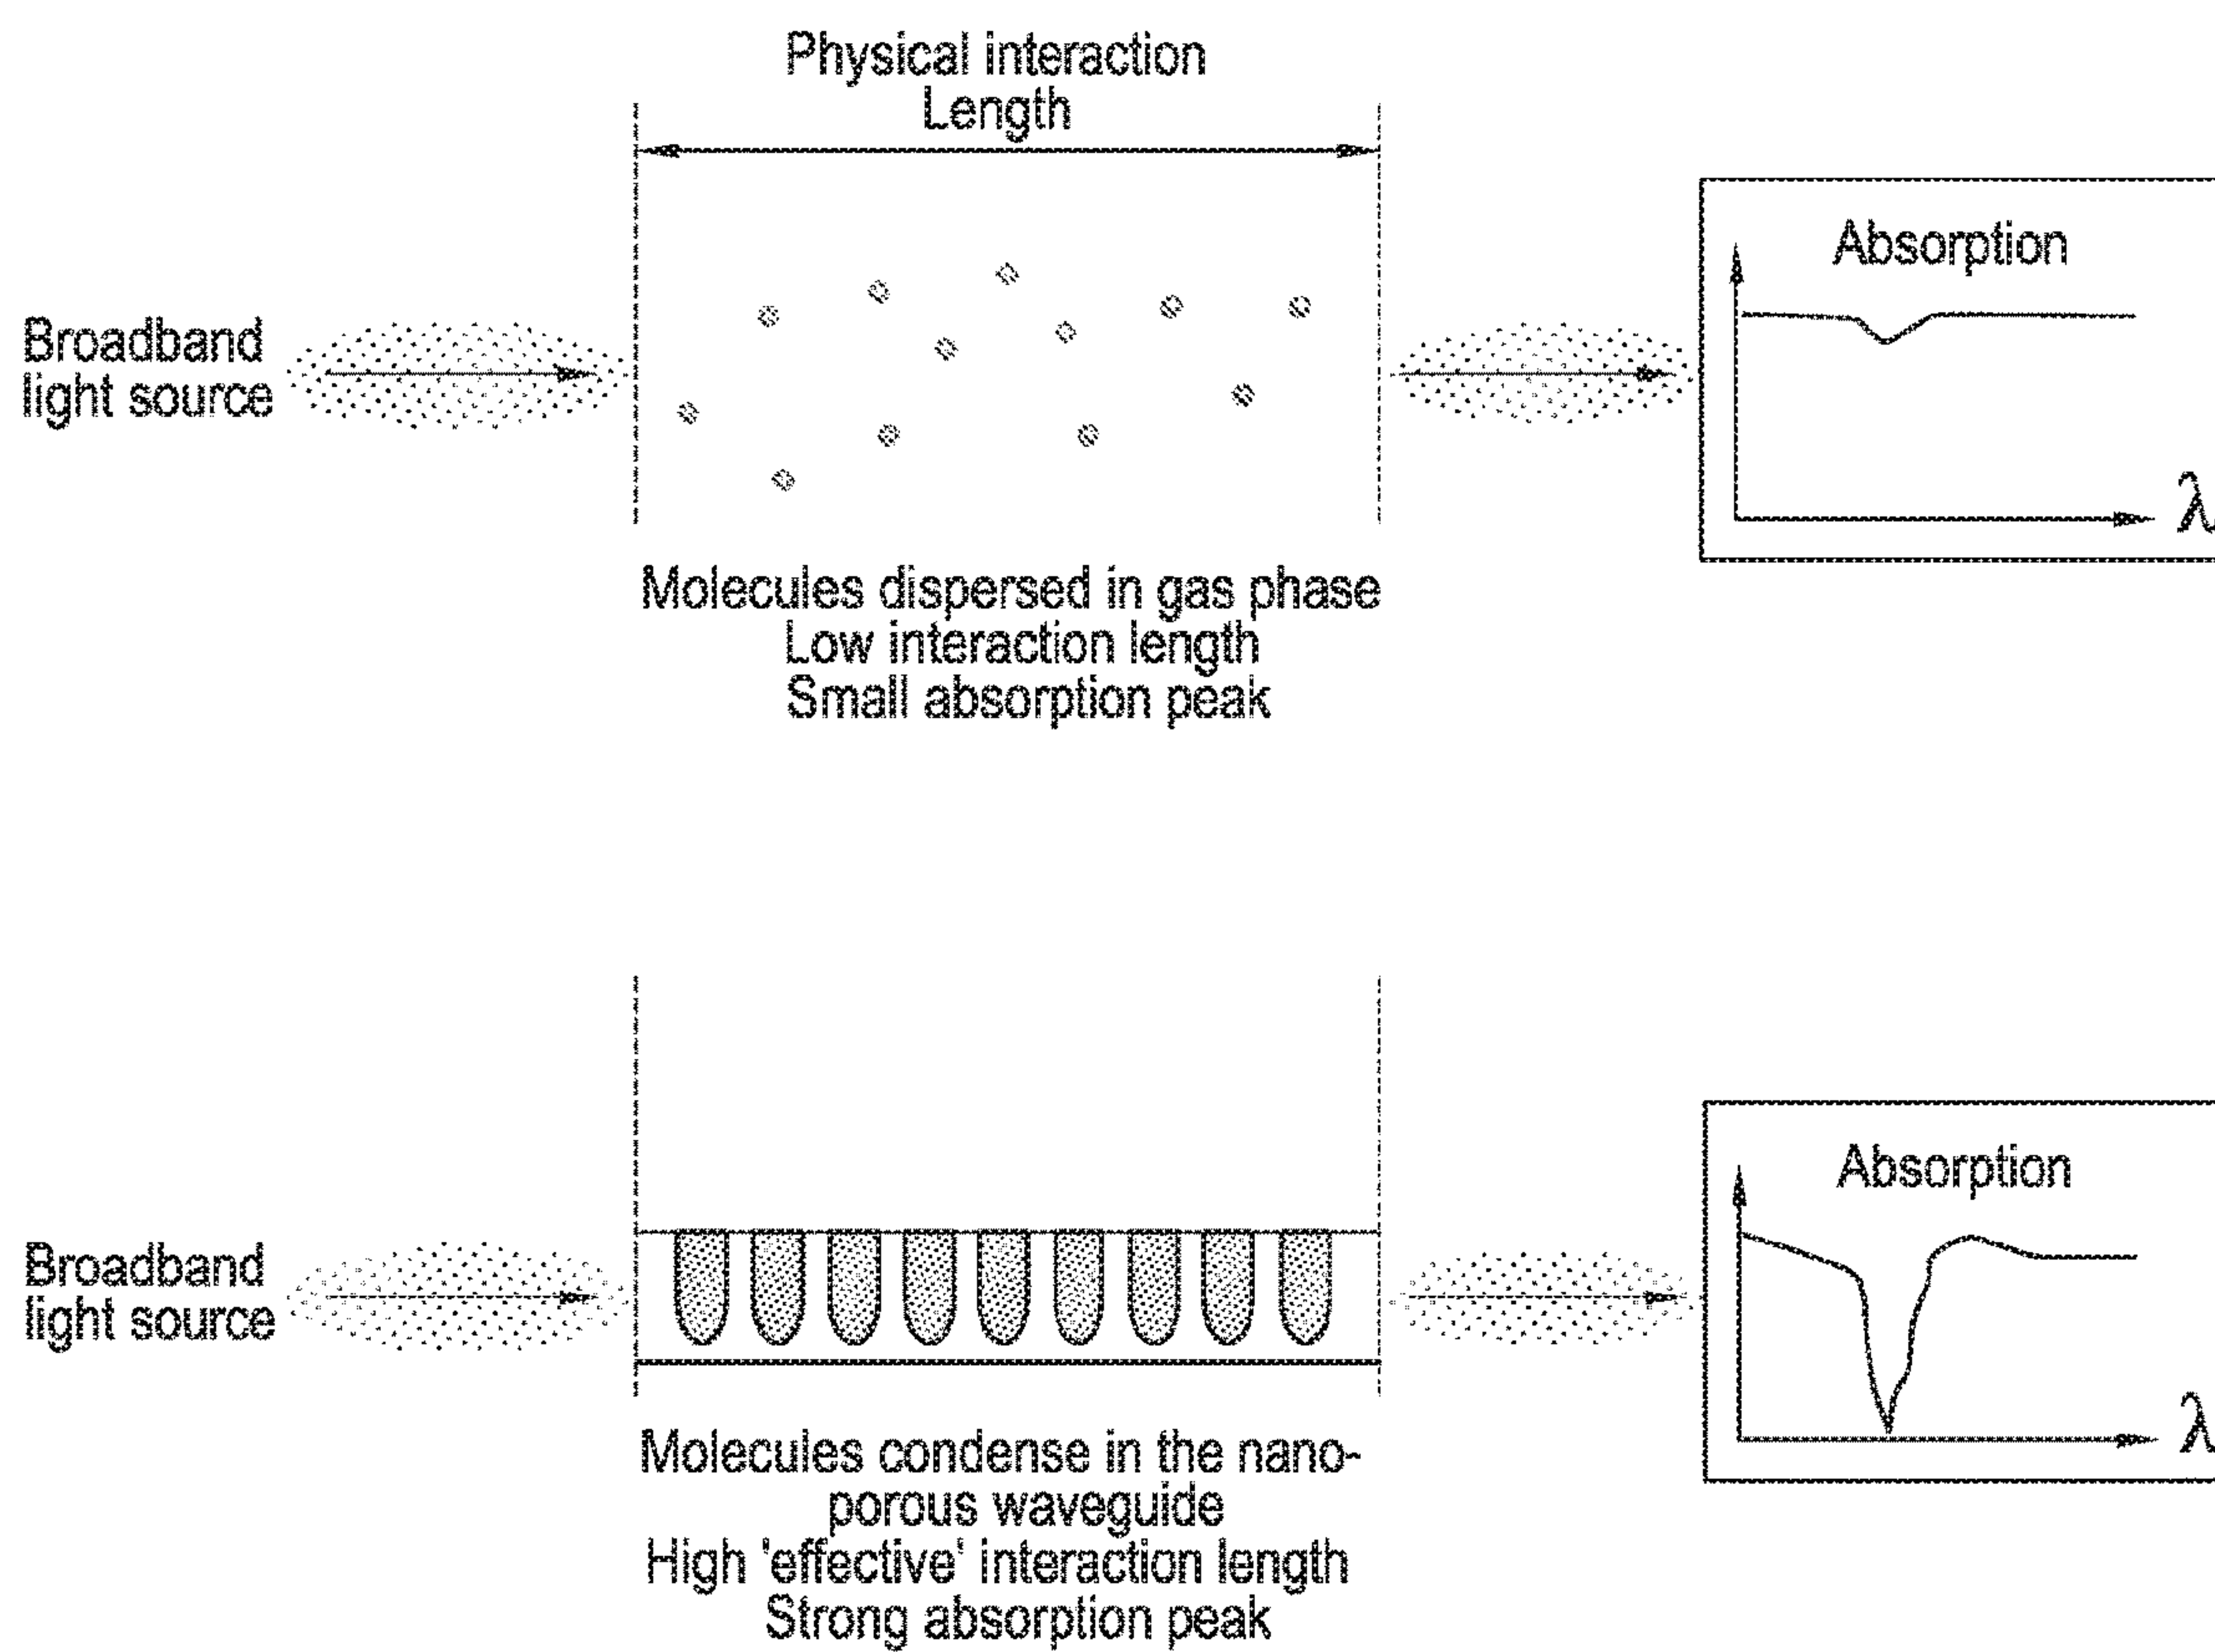 Physical interaction
Length
Broadband
light source
Absorption
λ
Molecules dispersed in gas phase
Low interaction length
Small absorption peak
Broadband
light source
Absorption
λ
Molecules condense in the nano-
porous waveguide
High 'effective' interaction length
Strong absorption peak